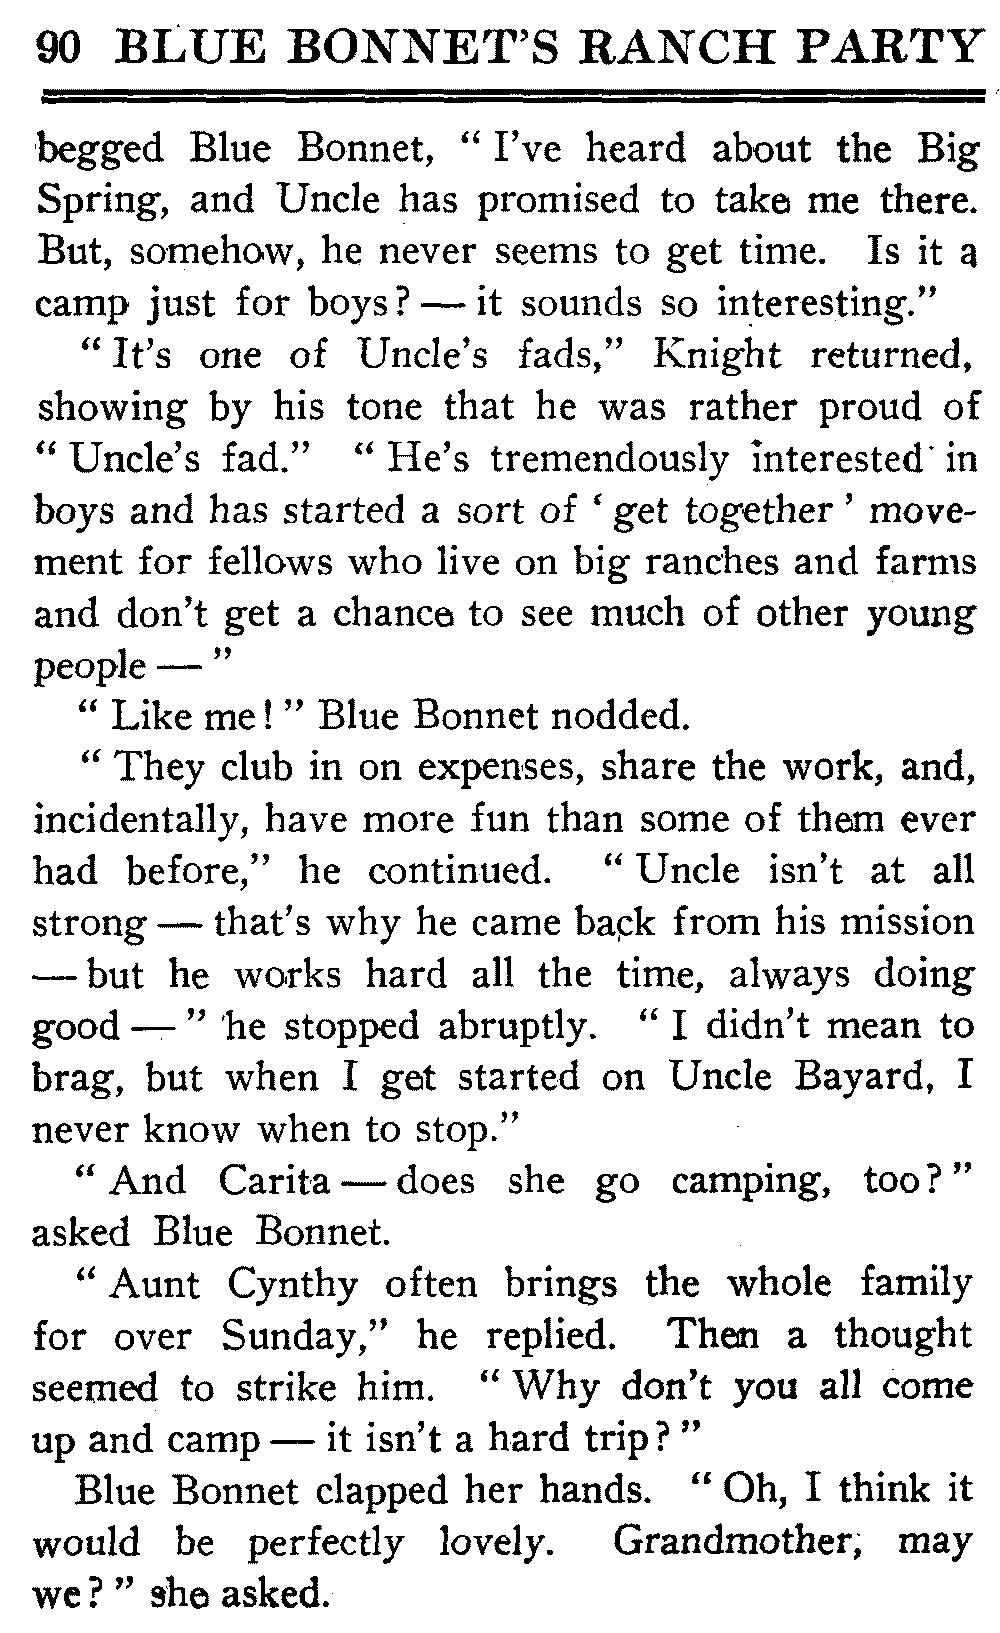 90 BLUE BONNET'S RANCH PARTY
begged Blue Bonnet, “ I've heard about the Big
Spring, and Uncle has promised to take me there.
But, somehow, he never seems to get time. Is it a
camp just for boys? — it sounds so interesting.”
“ It's one of Uncle's fads,” Knight returned,
showing by his tone that he was rather proud of
“ Uncle's fad.” “ He's tremendously interested in
boys and has started a sort of ‘ get together ’ move-
ment for fellows who live on big ranches and farms
and don't get a chance to see much of other young
people — ”
“ Like me! ” Blue Bonnet nodded.
“ They club in on expenses, share the work, and,
incidentally, have more fun than some of them ever
had before,” he continued. “ Uncle isn't at all
strong — that's why he came back from his mission
— but he works hard all the time, always doing
good — ” he stopped abruptly. “ I didn't mean to
brag, but when I get started on Uncle Bayard, I
never know when to stop.”
“ And Carita — does she go camping, too? ”
asked Blue Bonnet.
“ Aunt Cynthy often brings the whole family
for over Sunday,” he replied. Then a thought
seemed to strike him. “ Why don't you all come
up and camp — it isn't a hard trip? ”
Blue Bonnet clapped her hands. “ Oh, I think it
would be perfectly lovely. Grandmother, may
we? ” she asked.